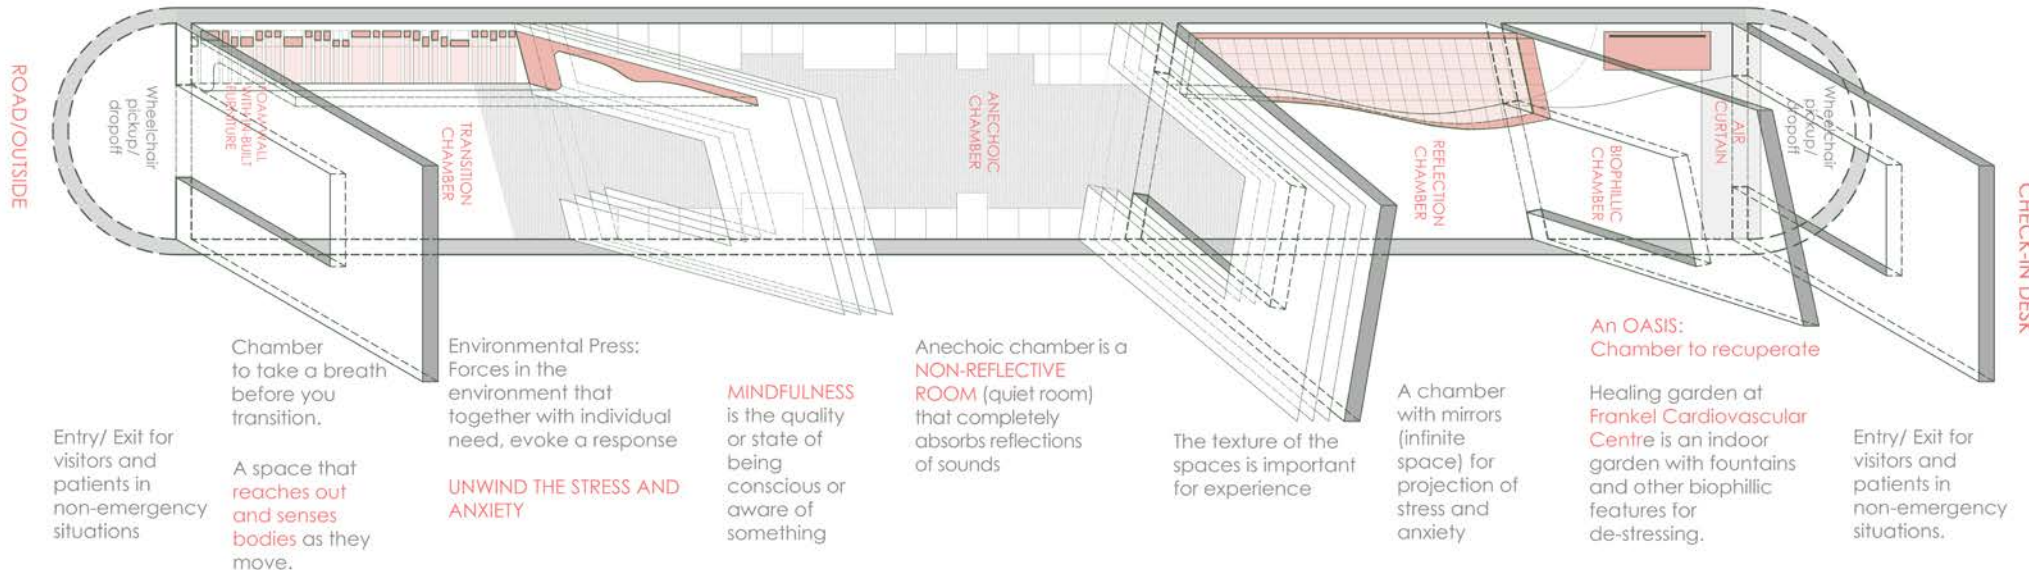 ROAD/OUTSIDE
Wheelchair
pickup/
dropoff
FOAM WALL
WITH IN-BUILT
FURNITURE
TRANSITION
CHAMBER
ANECHOIC
CHAMBER
REFLECTION
CHAMBER
BIOPHILLIC
CHAMBER
AIR
CURTAIN
Wheelchair
pickup/
dropoff
CHECK-IN DESK
Entry/ Exit for
visitors and
patients in
non-emergency
situations
Chamber
to take a breath
before you
transition.
A space that
reaches out
and senses
bodies as they
move.
Environmental Press:
Forces in the
environment that
together with individual
need, evoke a response
UNWIND THE STRESS AND
ANXIETY
MINDFULNESS
is the quality
or state of
being
conscious or
aware of
something
Anechoic chamber is a
NON-REFLECTIVE
ROOM (quiet room)
that completely
absorbs reflections
of sounds
The texture of the
spaces is important
for experience
A chamber
with mirrors
(infinite
space) for
projection of
stress and
anxiety
An OASIS:
Chamber to recuperate
Healing garden at
Frankel Cardiovascular
Centre is an indoor
garden with fountains
and other biophillic
features for
de-stressing.
Entry/ Exit for
visitors and
patients in
non-emergency
situations.